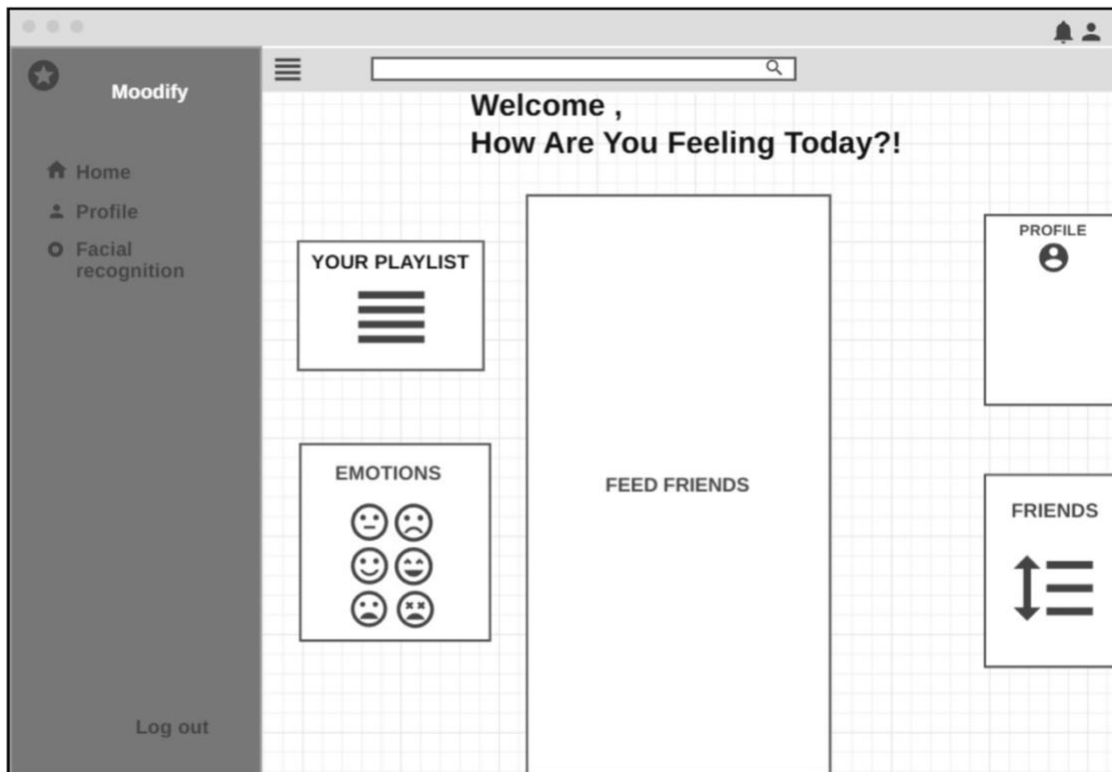 Moodify
Home
Profile
Facial
recognition
Log out
Welcome ,
How Are You Feeling Today?!
YOUR PLAYLIST
EMOTIONS
FEED FRIENDS
PROFILE
FRIENDS